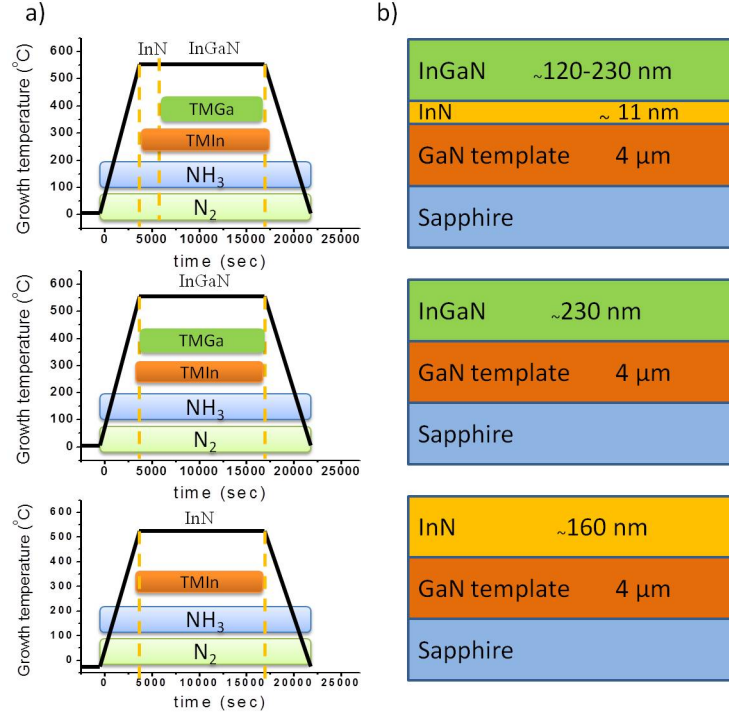 a)
b)
InN InGaN
Growth temperature (°C)
600
500
400
300
200
100
0
TMGa
TMIn
NH₃
N₂
0 5000 10000 15000 20000 25000
time (sec)
InGaN ~120-230 nm
InN ~ 11 nm
GaN template 4 µm
Sapphire
InGaN
Growth temperature (°C)
600
500
400
300
200
100
0
TMGa
TMIn
NH₃
N₂
0 5000 10000 15000 20000 25000
time (sec)
InGaN ~230 nm
GaN template 4 µm
Sapphire
InN
Growth temperature (°C)
600
500
400
300
200
100
0
TMIn
NH₃
N₂
0 5000 10000 15000 20000 25000
time (sec)
InN ~160 nm
GaN template 4 µm
Sapphire